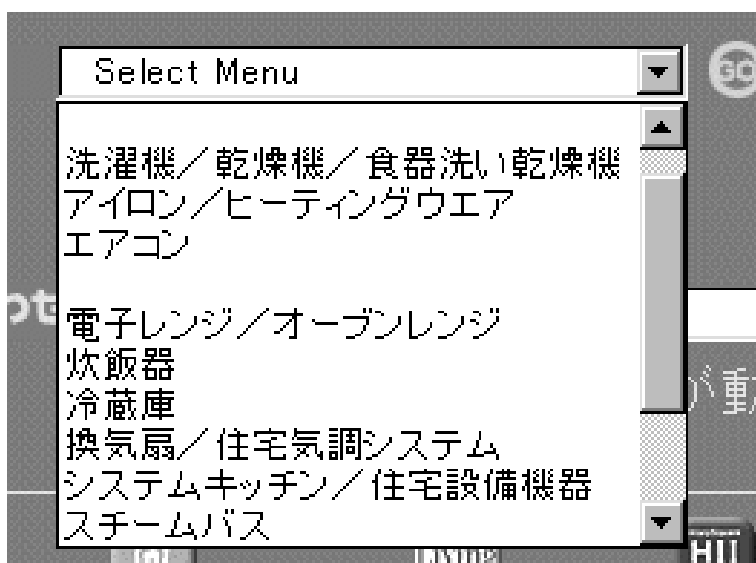 Select Menu
GO
洗濯機／乾燥機／食器洗い乾燥機
アイロン／ヒーティングウエア
エアコン
電子レンジ／オーブンレンジ
炊飯器
冷蔵庫
換気扇／住宅気調システム
システムキッチン／住宅設備機器
スチームバス
が動